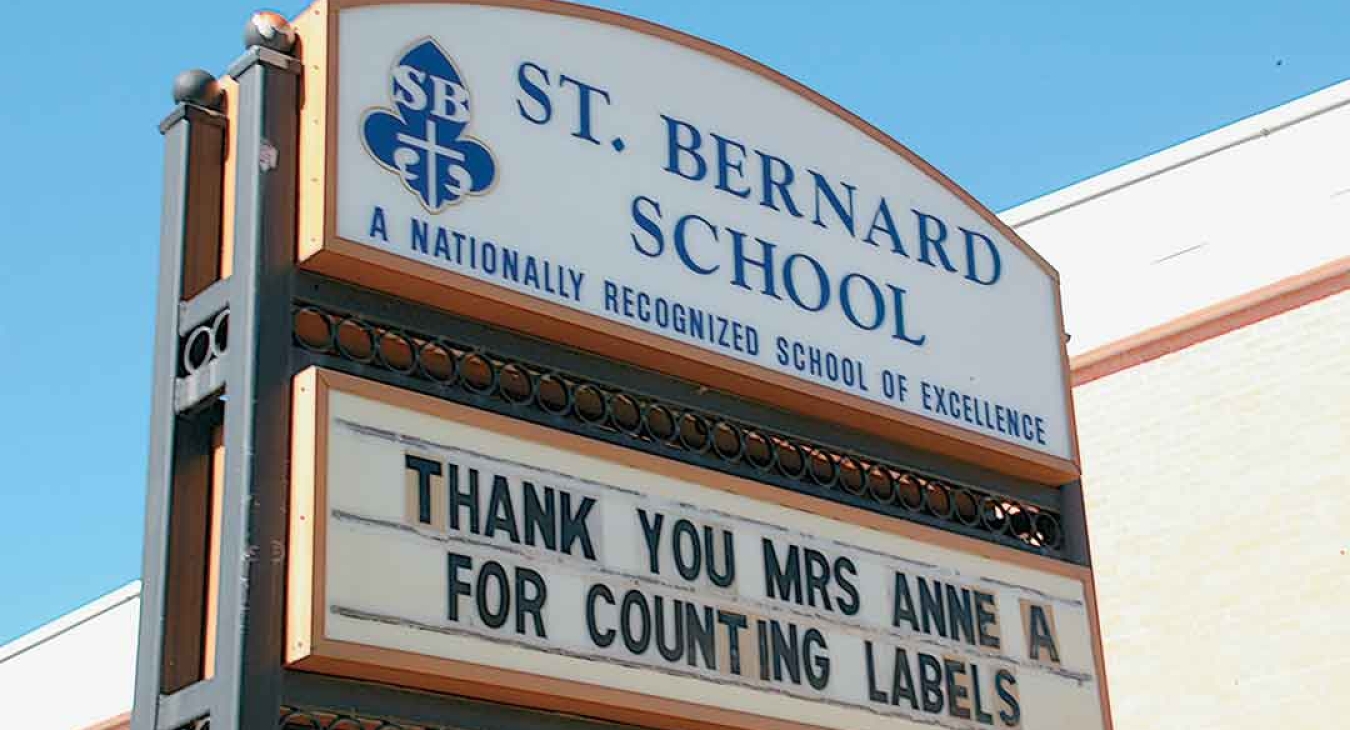 SB
ST. BERNARD
SCHOOL
A NATIONALLY RECOGNIZED SCHOOL OF EXCELLENCE
THANK YOU MRS ANNE A
FOR COUNTING LABELS